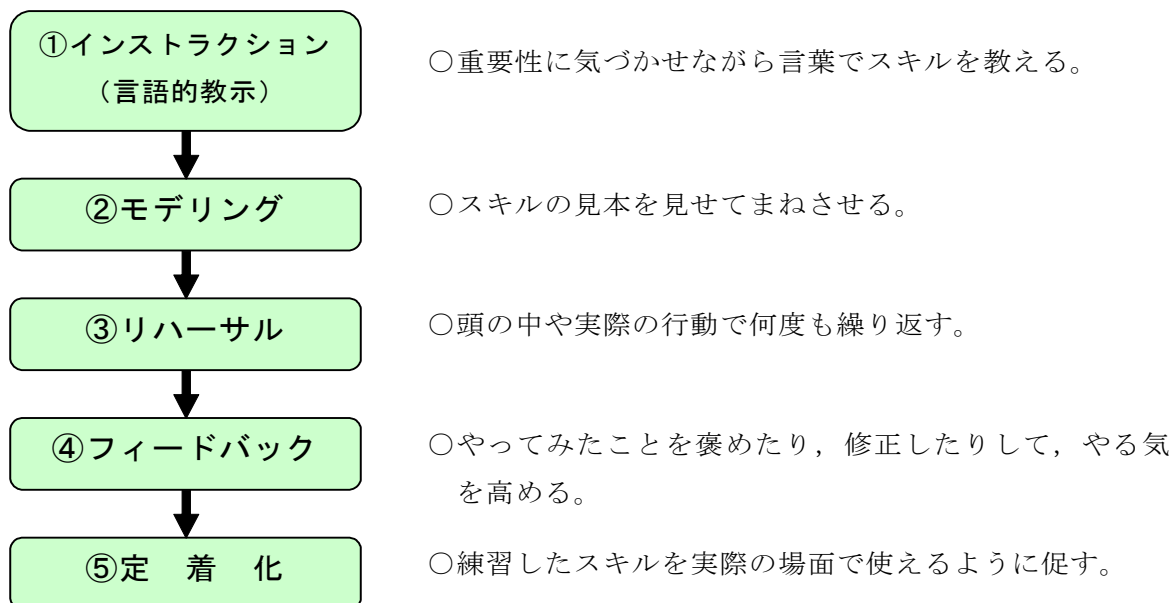 ①インストラクション
（言語的教示）
○重要性に気づかせながら言葉でスキルを教える。
②モデリング
○スキルの見本を見せてまねさせる。
③リハーサル
○頭の中や実際の行動で何度も繰り返す。
④フィードバック
○やってみたことを褒めたり，修正したりして，やる気
を高める。
⑤定　着　化
○練習したスキルを実際の場面で使えるように促す。